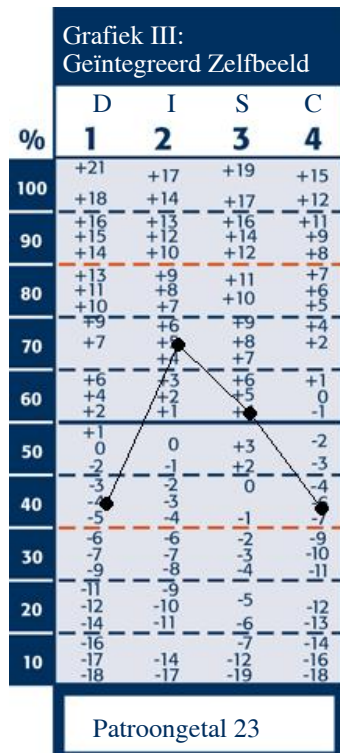 Grafiek III:
Geïntegreerd Zelfbeeld
D I S C
% 1 2 3 4
+21 +17 +19 +15
100
+18 +14 +17 +12
+16 +13 +16 +11
90 +15 +12 +14 +9
+14 +10 +12 +8
+13 +9 +11 +7
80 +11 +8 +10 +6
+10 +7 +5
+9 +6 +9 +4
70 +7 +8 +2
+7
+6 +3 +6 +1
60 +4 +2 +5 0
+2 +1 -1
+1
50 0 0 +3 -2
-2 -1 +2 -3
-3 -2 0 -4
40 -4 -3
-5 -4 -1 -7
-6 -6 -2 -9
30 -7 -7 -3 -10
-9 -8 -4 -11
-11 -9
20 -12 -10 -5 -12
-14 -11 -6 -13
-16 -7 -14
10 -17 -14 -12 -16
-18 -17 -19 -18
Patroongetal 23